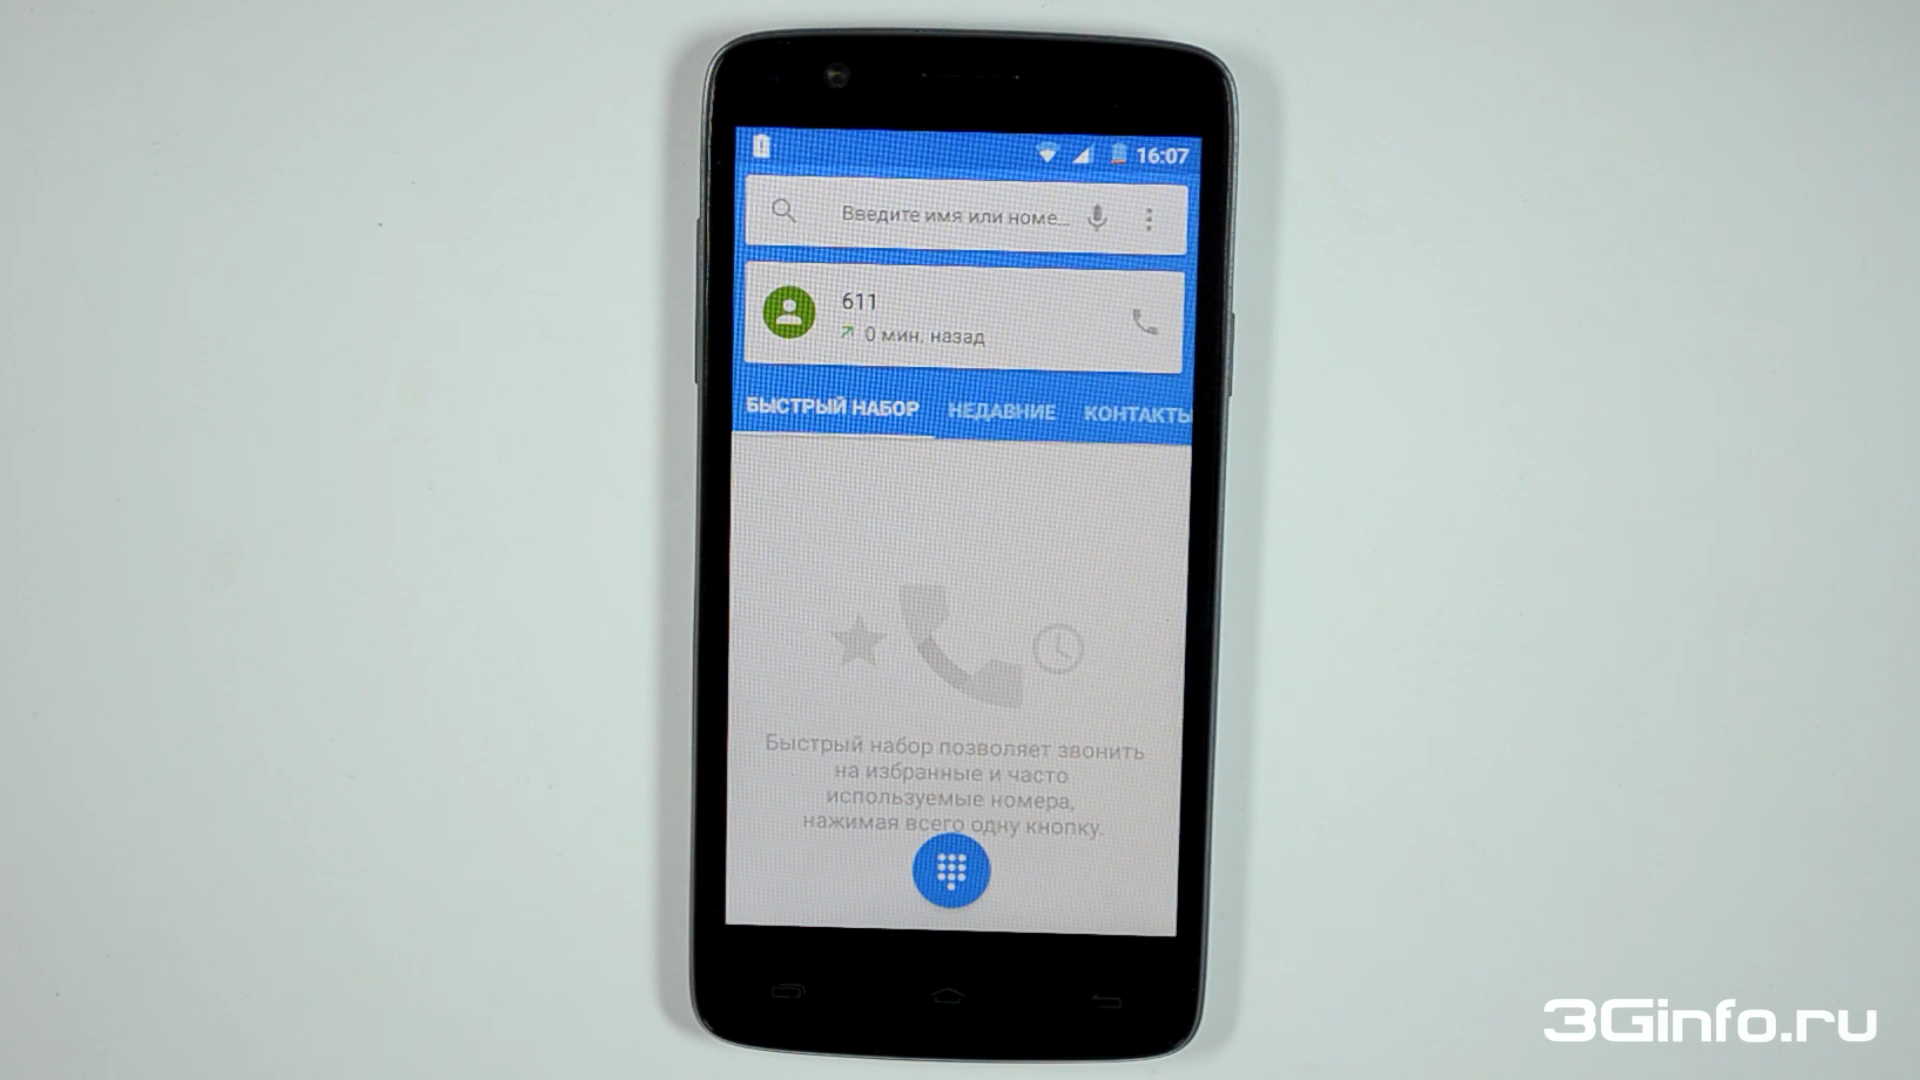 16:07
Введите имя или номе...
611
0 мин. назад
БЫСТРЫЙ НАБОР НЕДАВНИЕ КОНТАКТЫ
Быстрый набор позволяет звонить
на избранные и часто
используемые номера,
нажимая всего одну кнопку.
3Ginfo.ru